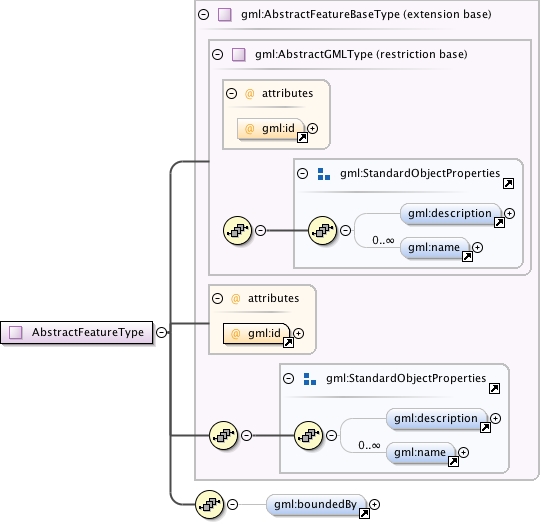 gml:AbstractFeatureBaseType (extension base)
gml:AbstractGMLType (restriction base)
@ attributes
@ gml:id
gml:StandardObjectProperties
gml:description
0..∞
gml:name
@ attributes
AbstractFeatureType
@ gml:id
gml:StandardObjectProperties
gml:description
0..∞
gml:name
gml:boundedBy